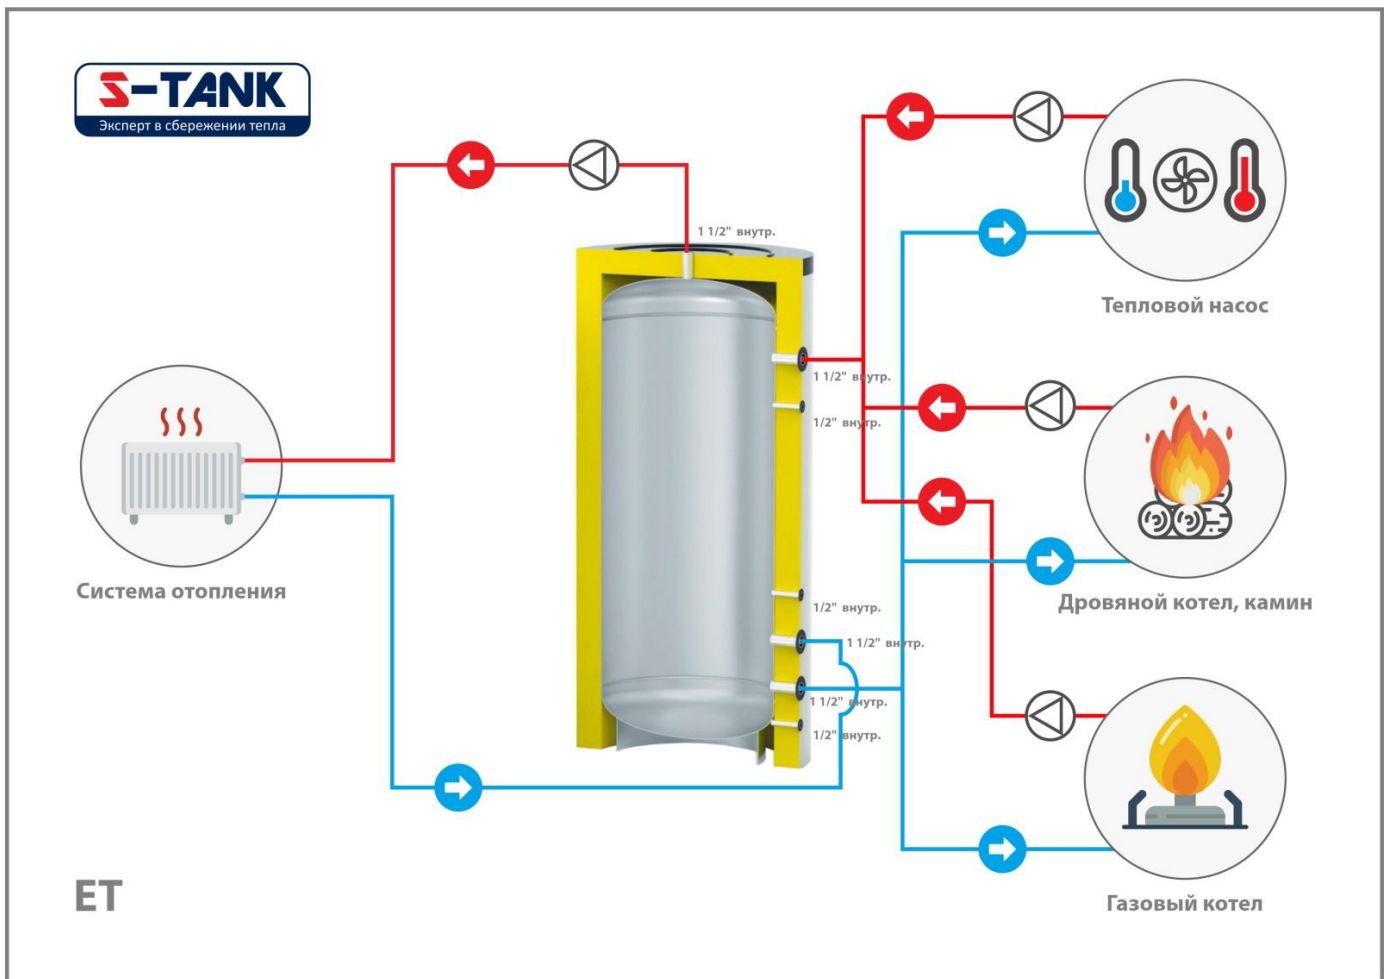 S-TANK
Эксперт в сбережении тепла
1 1/2" внутр.
Тепловой насос
1 1/2" внутр.
1/2" внутр.
Система отопления
1/2" внутр.
Дровяной котел, камин
1 1/2" внутр.
1 1/2" внутр.
1/2" внутр.
ET
Газовый котел